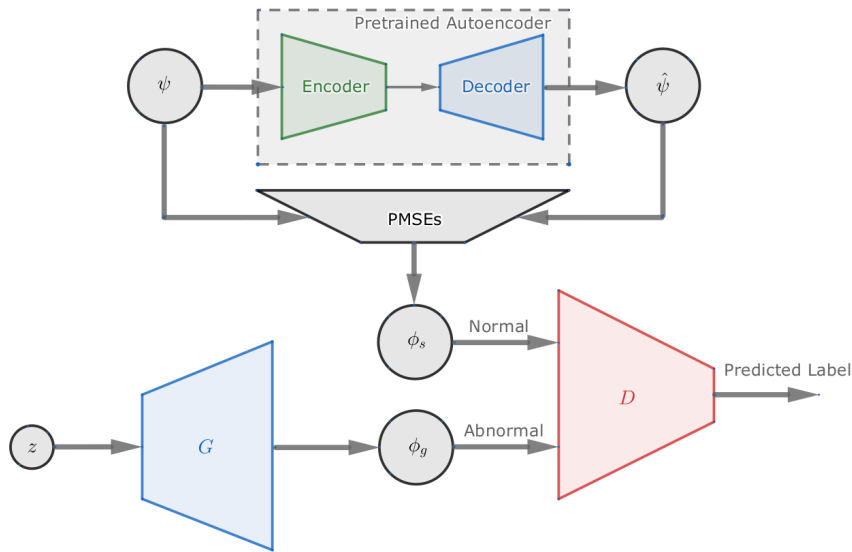 Pretrained Autoencoder
ψ
Encoder
Decoder
ψ̂
PMSEs
ϕₛ
Normal
Predicted Label
D
Abnormal
z
G
ϕg